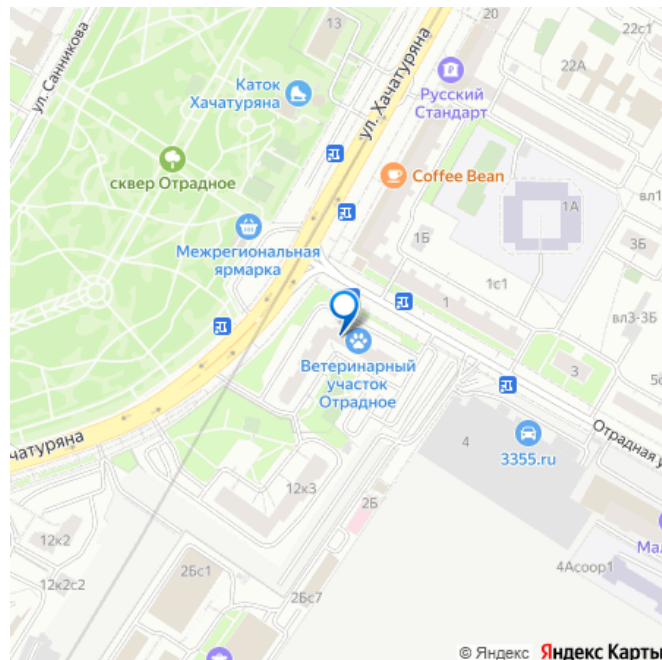 22с1
13
20
22А
ул. Санникова
Каток
Хачатуряна
ул. Хачатуряна
Русский
Стандарт
сквер Отрадное
Coffee Bean
вл1
1А
Межрегиональная
ярмарка
1Б
3Б
1с1
вл3-3Б
1
Ветеринарный
участок
Отрадное
3
5с
Отрадная у
чатуряна
4
3355.ru
12к3
2Б
12к2
Мал
2Бс1
4Асоор1
12к2с2
2Бс7
© Яндекс Яндекс Карты